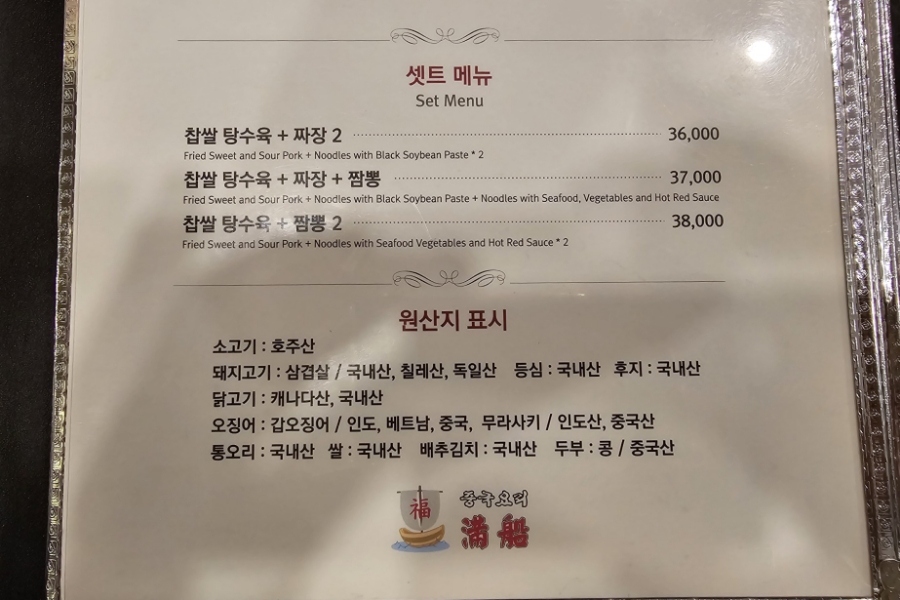 셋트 메뉴
Set Menu
찹쌀 탕수육 + 짜장 2 36,000
Fried Sweet and Sour Pork + Noodles with Black Soybean Paste * 2
찹쌀 탕수육 + 짜장 + 짬뽕 37,000
Fried Sweet and Sour Pork + Noodles with Black Soybean Paste + Noodles with Seafood, Vegetables and Hot Red Sauce
찹쌀 탕수육 + 짬뽕 2 38,000
Fried Sweet and Sour Pork + Noodles with Seafood Vegetables and Hot Red Sauce * 2
원산지 표시
소고기 : 호주산
돼지고기 : 삼겹살 / 국내산, 칠레산, 독일산 등심 : 국내산 후지 : 국내산
닭고기 : 캐나다산, 국내산
오징어 : 갑오징어 / 인도, 베트남, 중국, 무라사키 / 인도산, 중국산
통오리 : 국내산 쌀 : 국내산 배추김치 : 국내산 두부 : 콩 / 중국산
福
중국요리
満船